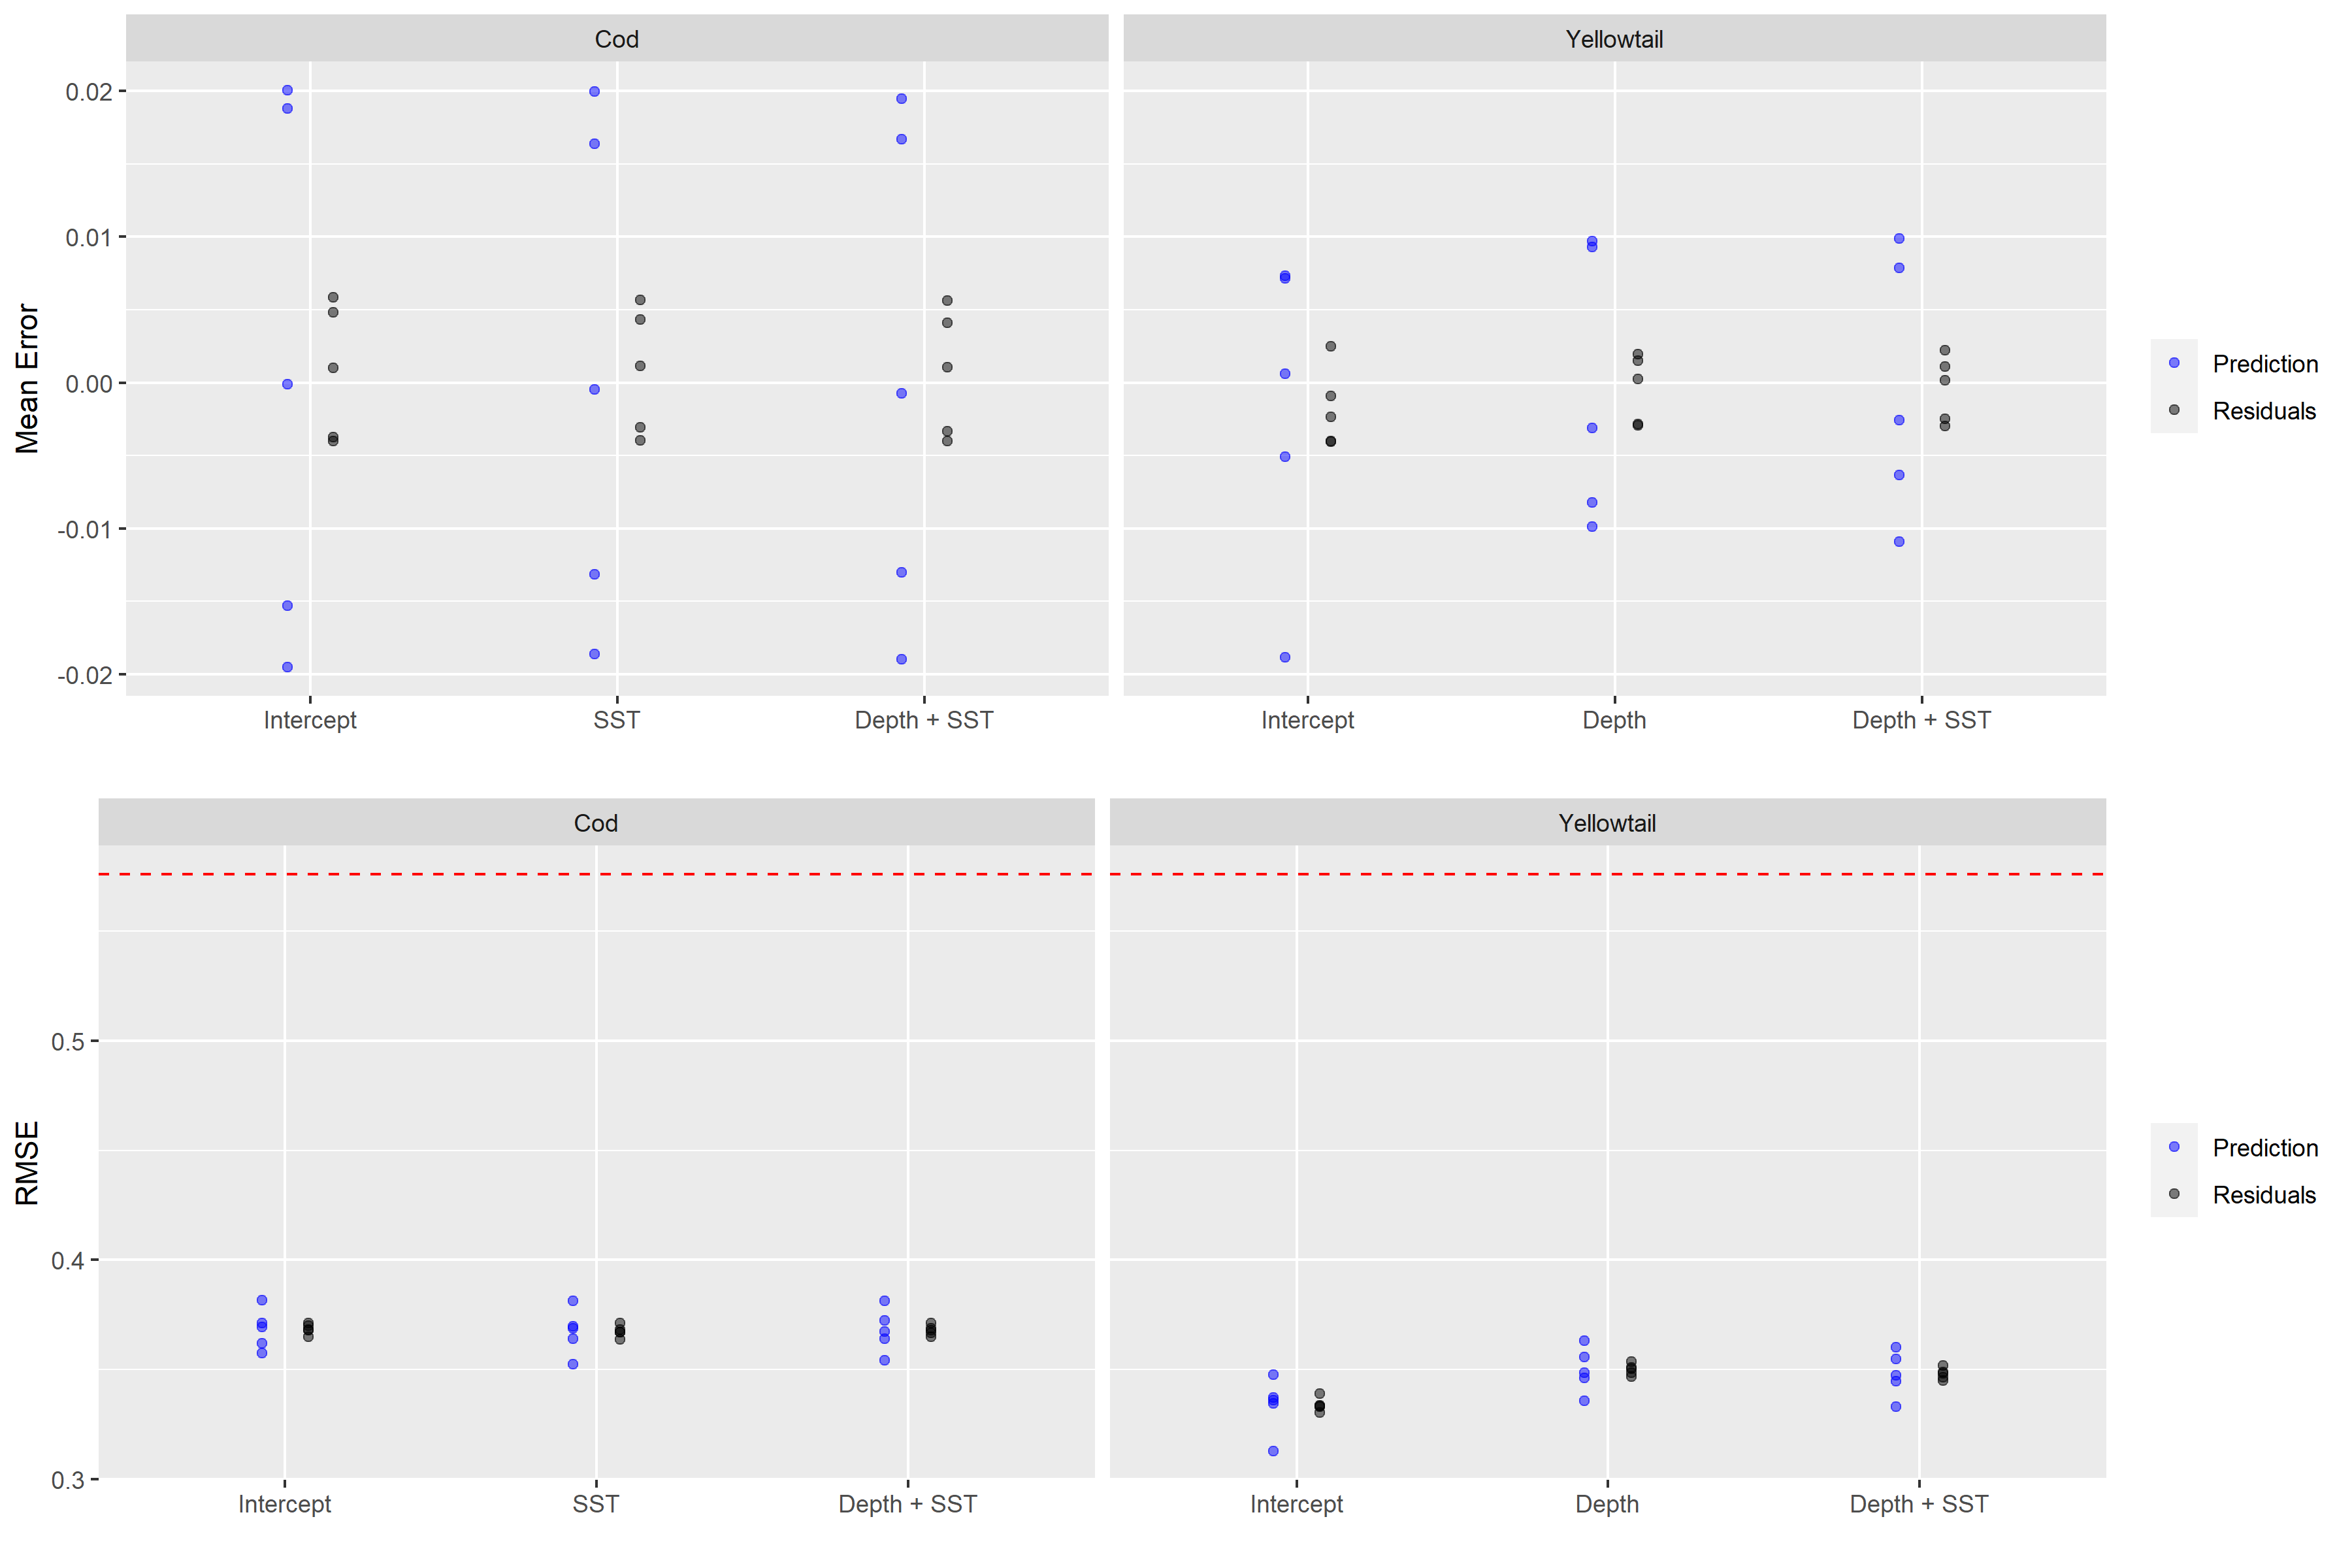 Cod Yellowtail
0.02
0.01
0.00
-0.01
-0.02
Mean Error
Intercept SST Depth + SST Intercept Depth Depth + SST
Prediction
Residuals
Cod Yellowtail
0.5
0.4
0.3
RMSE
Intercept SST Depth + SST Intercept Depth Depth + SST
Prediction
Residuals